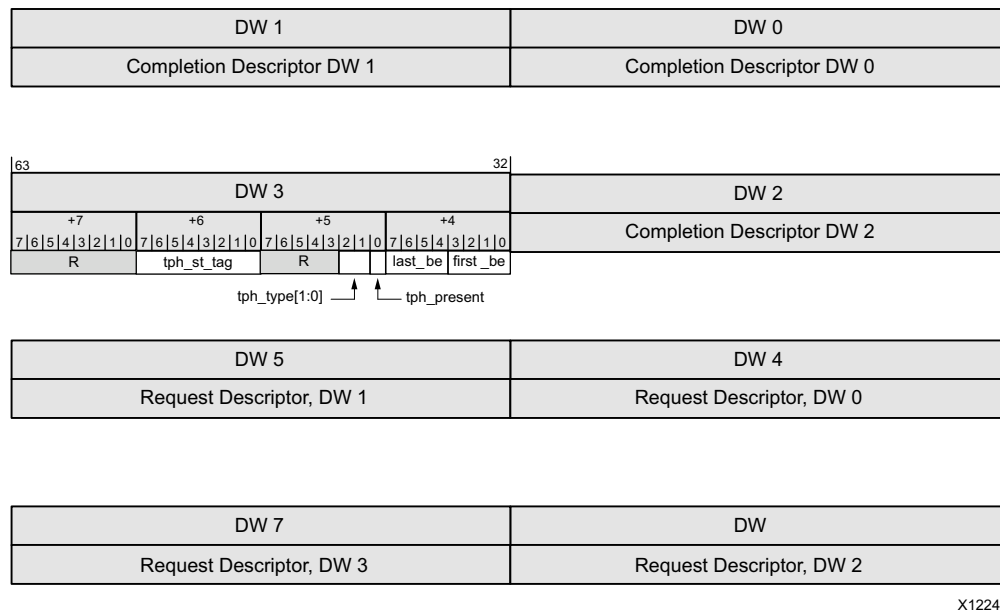 DW 1 DW 0
Completion Descriptor DW 1 Completion Descriptor DW 0
63 32
DW 3 DW 2
+7 +6 +5 +4 Completion Descriptor DW 2
7 6 5 4 3 2 1 0 7 6 5 4 3 2 1 0 7 6 5 4 3 2 1 0 7 6 5 4 3 2 1 0
R tph_st_tag R last_be first _be
tph_type[1:0] tph_present
DW 5 DW 4
Request Descriptor, DW 1 Request Descriptor, DW 0
DW 7 DW
Request Descriptor, DW 3 Request Descriptor, DW 2
X1224